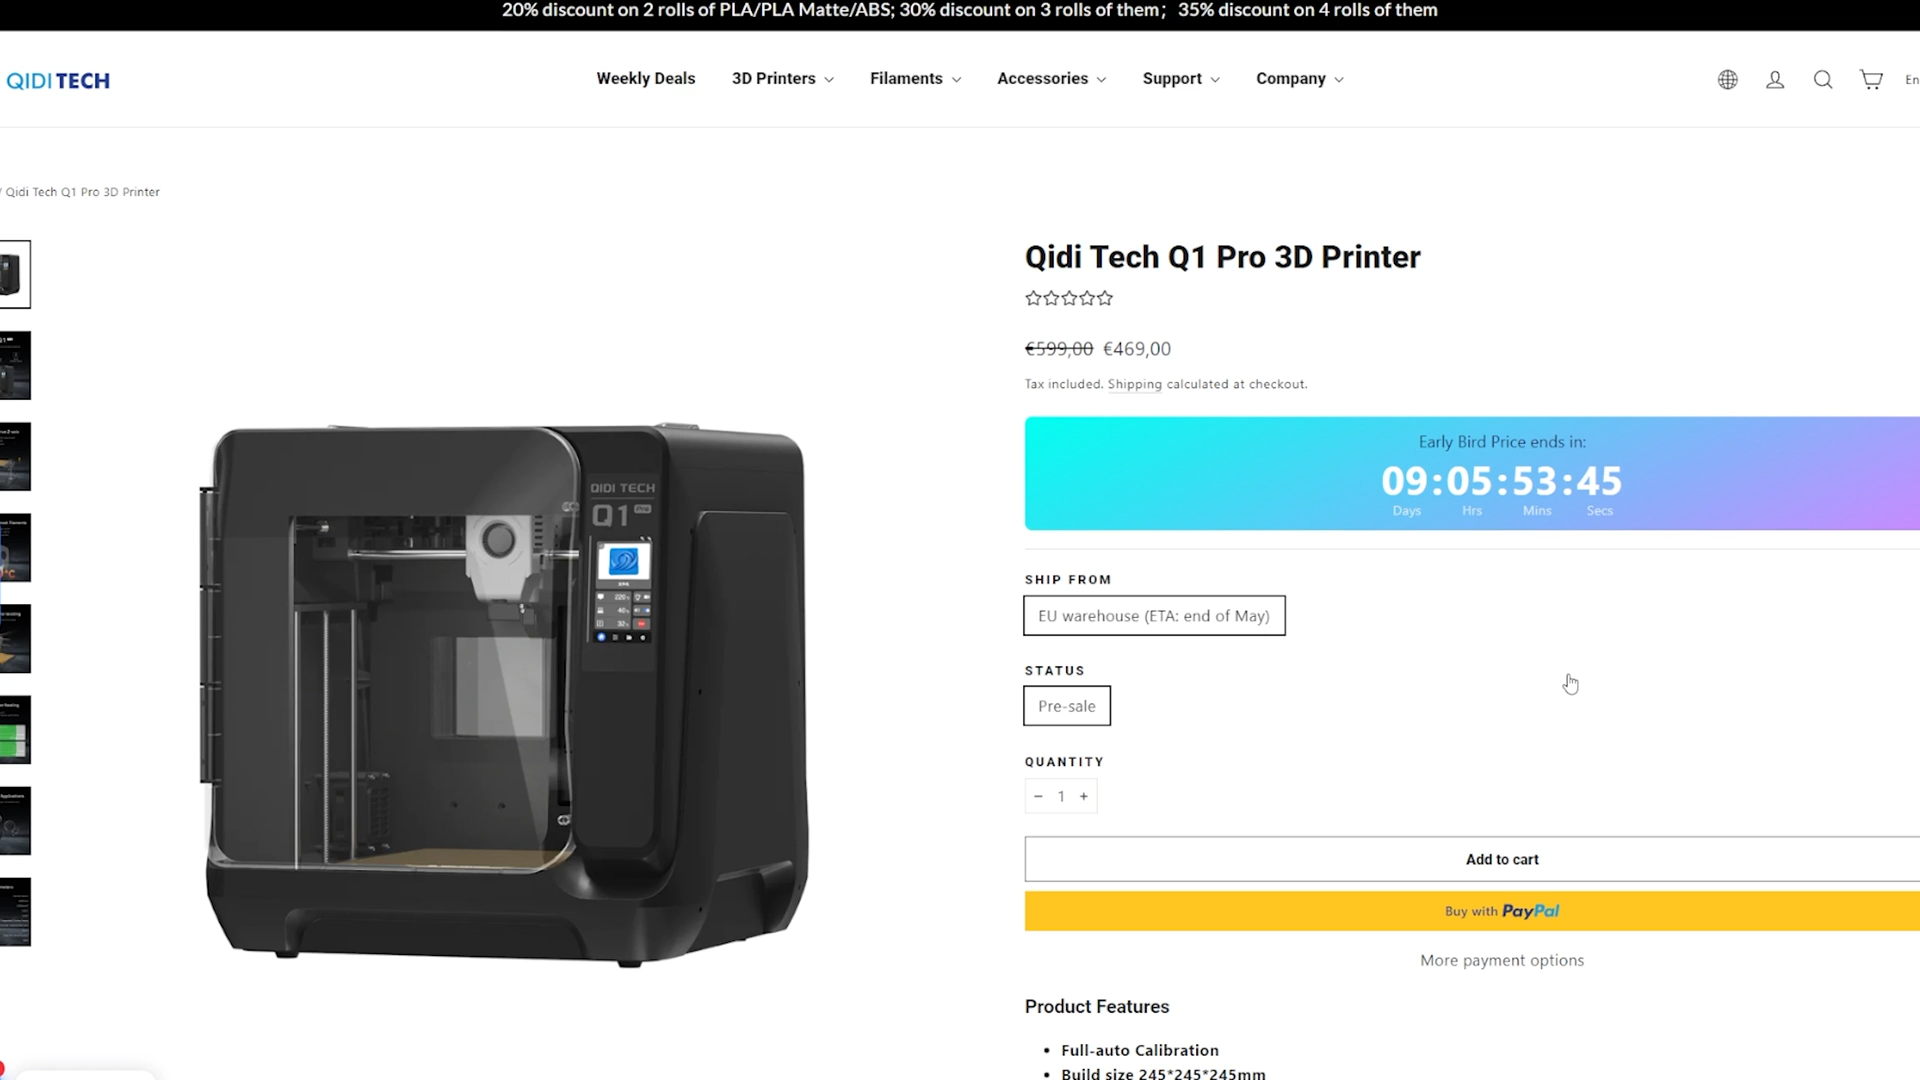 20% discount on 2 rolls of PLA/PLA Matte/ABS; 30% discount on 3 rolls of them；35% discount on 4 rolls of them
QIDI TECH
Weekly Deals
3D Printers
Filaments
Accessories
Support
Company
En
/ Qidi Tech Q1 Pro 3D Printer
Qidi Tech Q1 Pro 3D Printer
€599,00 €469,00
Tax included. Shipping calculated at checkout.
Early Bird Price ends in:
09:05:53:45
Days Hrs Mins Secs
QIDI TECH
Q1 Pro
SHIP FROM
EU warehouse (ETA: end of May)
STATUS
Pre-sale
QUANTITY
− 1 +
Add to cart
Buy with PayPal
More payment options
Product Features
• Full-auto Calibration
• Build size 245*245*245mm